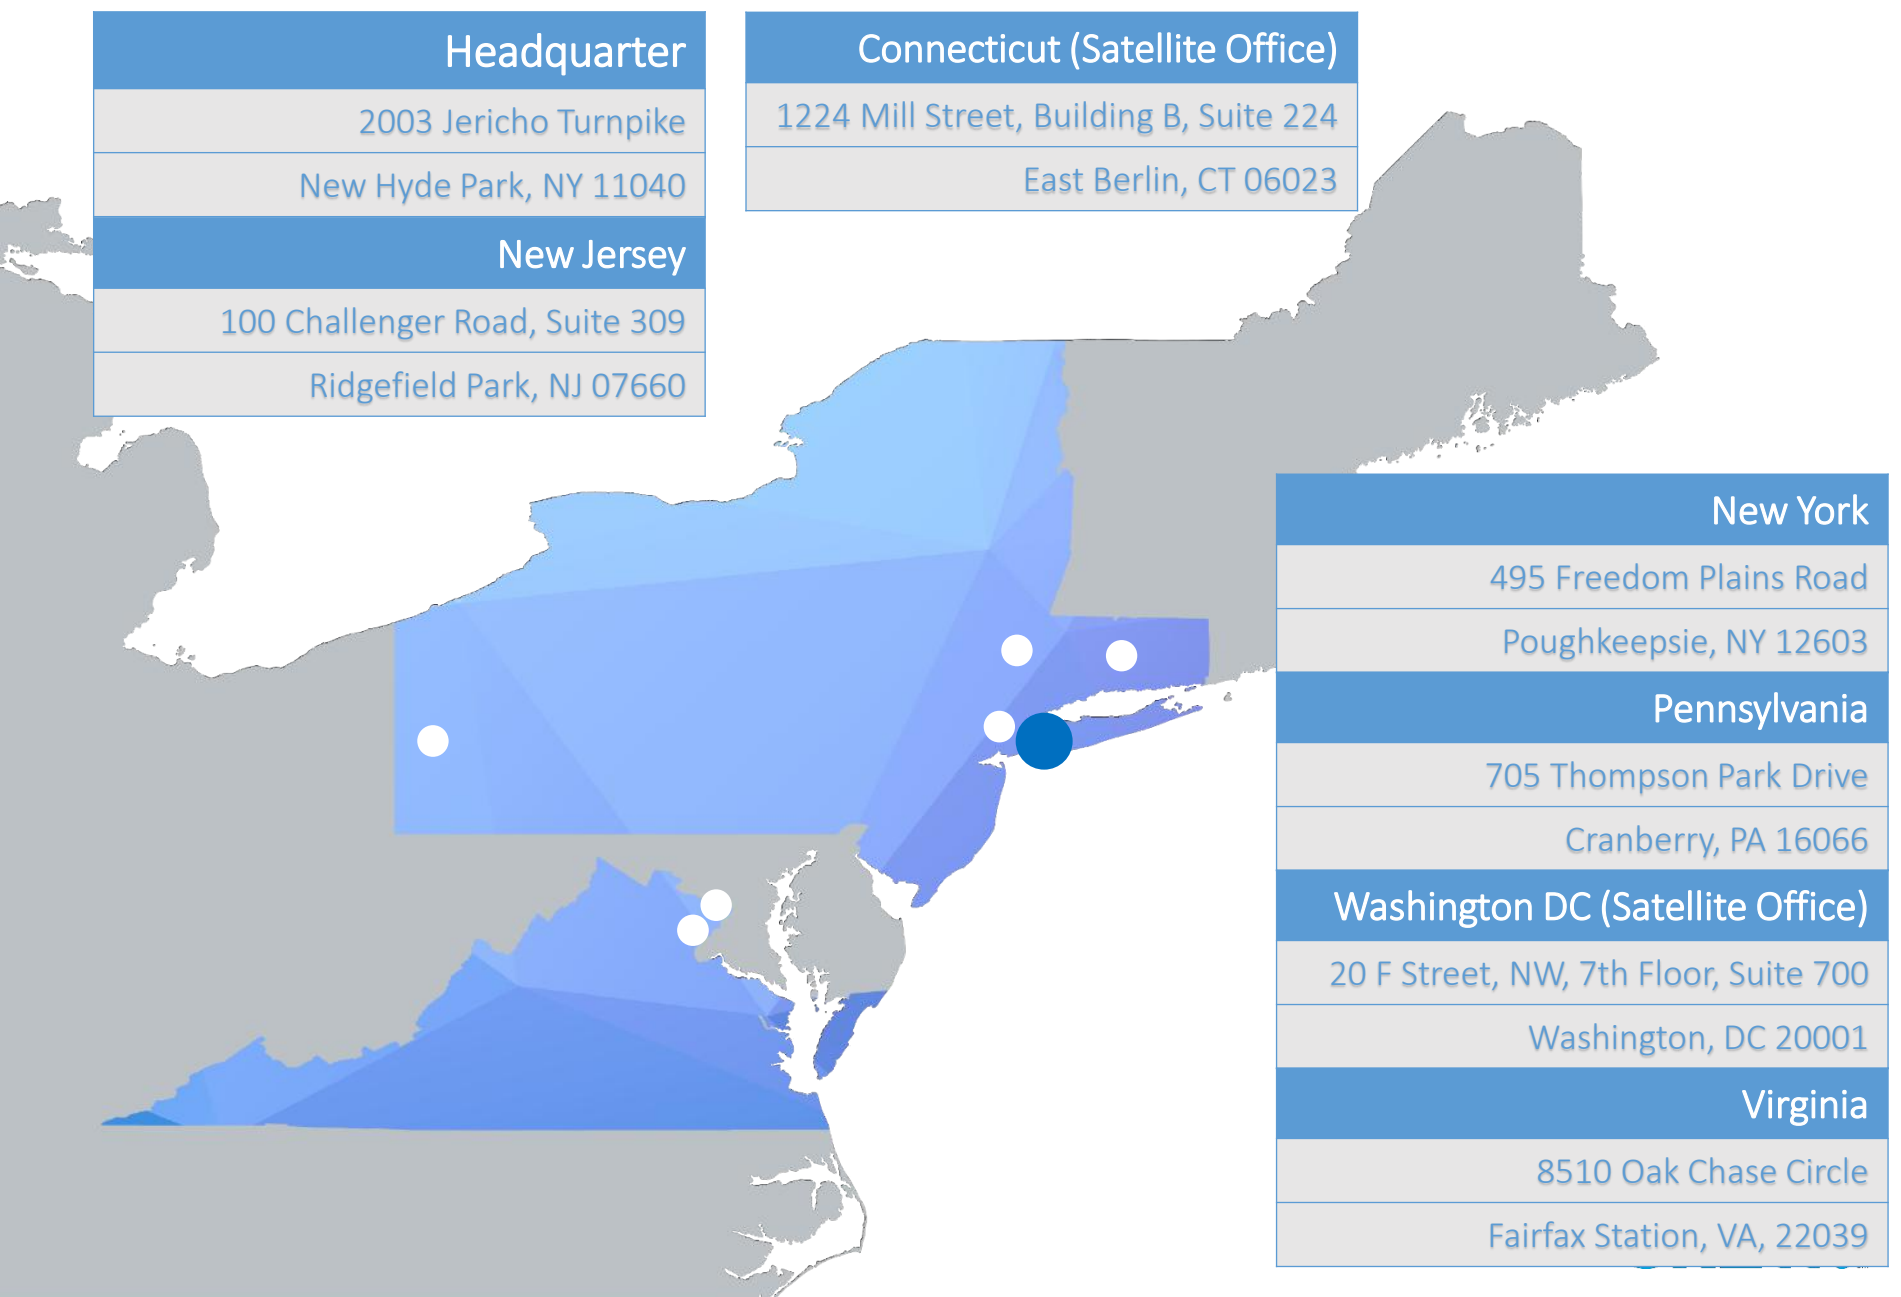 Headquarter
2003 Jericho Turnpike
New Hyde Park, NY 11040
New Jersey
100 Challenger Road, Suite 309
Ridgefield Park, NJ 07660
Connecticut (Satellite Office)
1224 Mill Street, Building B, Suite 224
East Berlin, CT 06023
New York
495 Freedom Plains Road
Poughkeepsie, NY 12603
Pennsylvania
705 Thompson Park Drive
Cranberry, PA 16066
Washington DC (Satellite Office)
20 F Street, NW, 7th Floor, Suite 700
Washington, DC 20001
Virginia
8510 Oak Chase Circle
Fairfax Station, VA, 22039